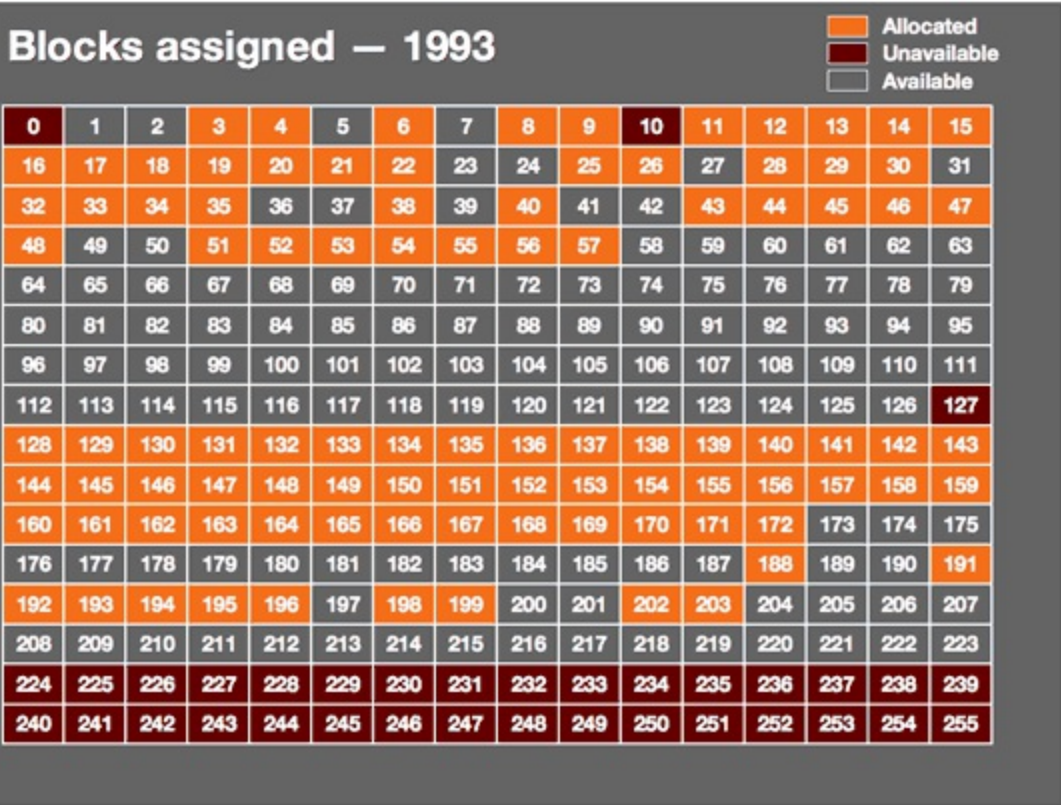 Blocks assigned — 1993
Allocated
Unavailable
Available
0 1 2 3 4 5 6 7 8 9 10 11 12 13 14 15
16 17 18 19 20 21 22 23 24 25 26 27 28 29 30 31
32 33 34 35 36 37 38 39 40 41 42 43 44 45 46 47
48 49 50 51 52 53 54 55 56 57 58 59 60 61 62 63
64 65 66 67 68 69 70 71 72 73 74 75 76 77 78 79
80 81 82 83 84 85 86 87 88 89 90 91 92 93 94 95
96 97 98 99 100 101 102 103 104 105 106 107 108 109 110 111
112 113 114 115 116 117 118 119 120 121 122 123 124 125 126 127
128 129 130 131 132 133 134 135 136 137 138 139 140 141 142 143
144 145 146 147 148 149 150 151 152 153 154 155 156 157 158 159
160 161 162 163 164 165 166 167 168 169 170 171 172 173 174 175
176 177 178 179 180 181 182 183 184 185 186 187 188 189 190 191
192 193 194 195 196 197 198 199 200 201 202 203 204 205 206 207
208 209 210 211 212 213 214 215 216 217 218 219 220 221 222 223
224 225 226 227 228 229 230 231 232 233 234 235 236 237 238 239
240 241 242 243 244 245 246 247 248 249 250 251 252 253 254 255